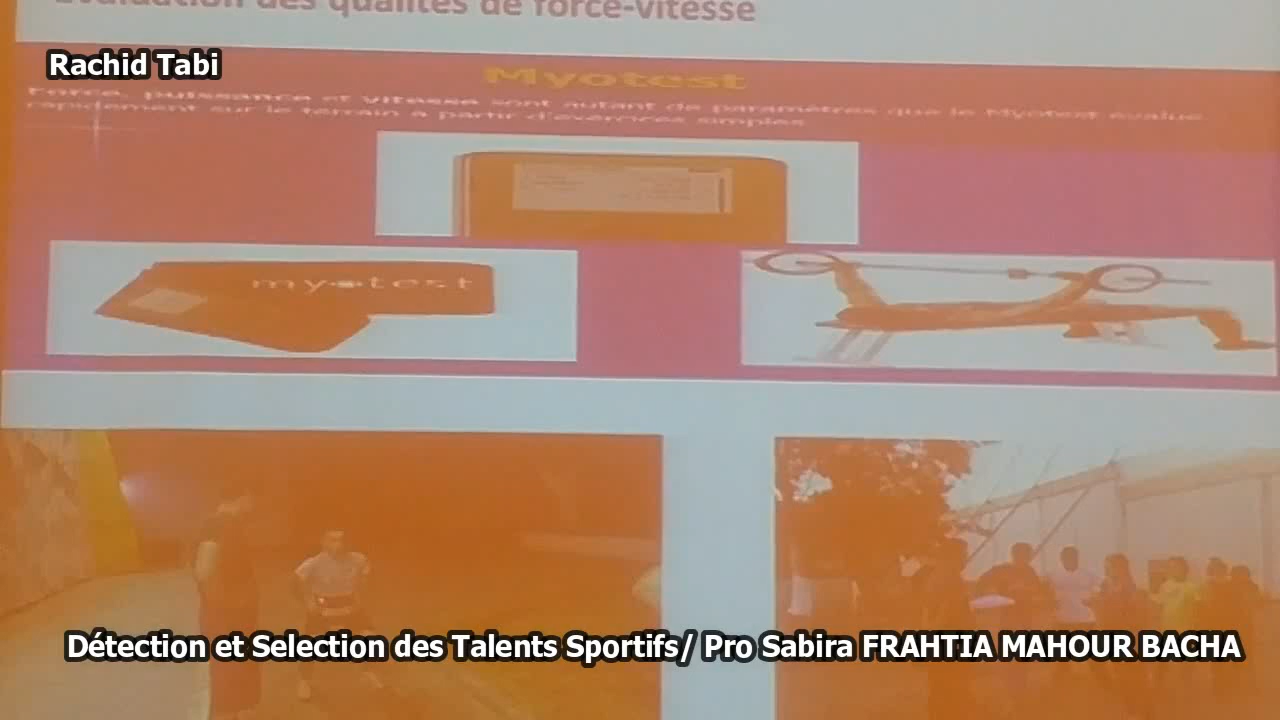 Evaluation des qualités de force-vitesse
Rachid Tabi
Myotest
Force, puissance et vitesse sont autant de paramètres que le Myotest évalue
rapidement sur le terrain à partir d'exercices simples
myotest
Détection et Selection des Talents Sportifs/ Pro Sabira FRAHTIA MAHOUR BACHA